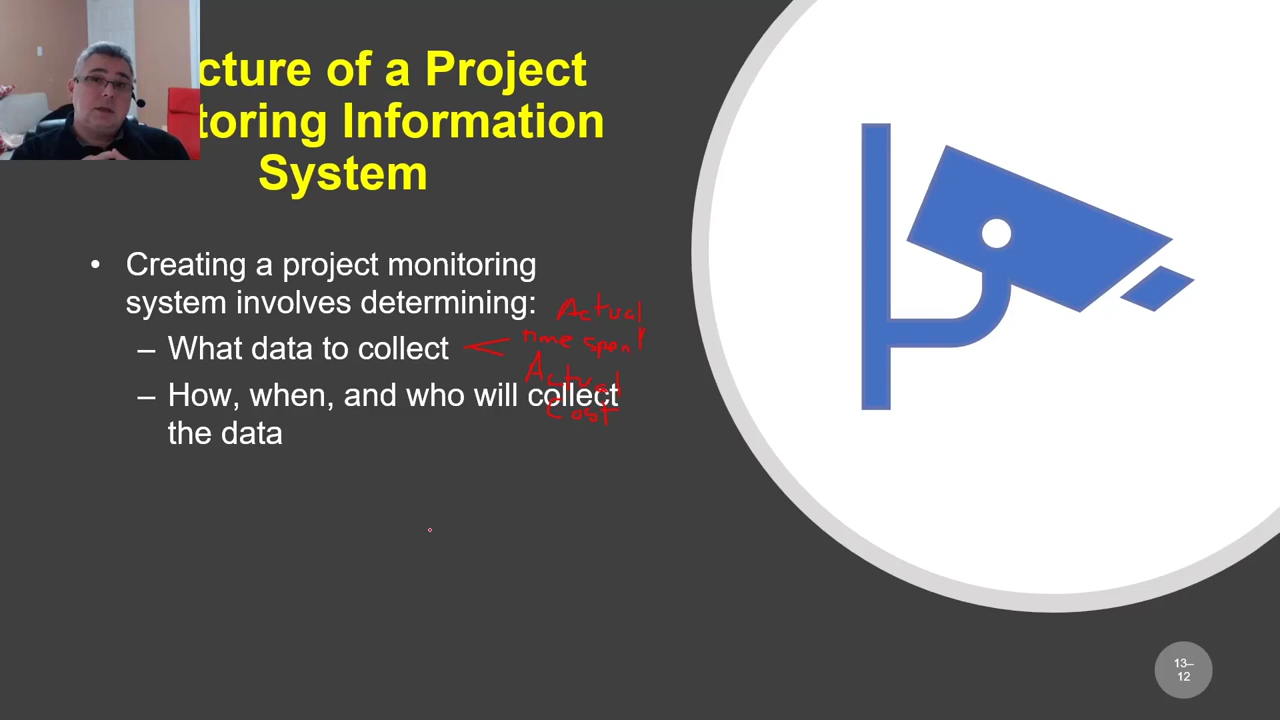 cture of a Project
toring Information
System
• Creating a project monitoring
system involves determining:
Actual
time spent
– What data to collect
Actual
Cost
– How, when, and who will collect
the data
13–
12